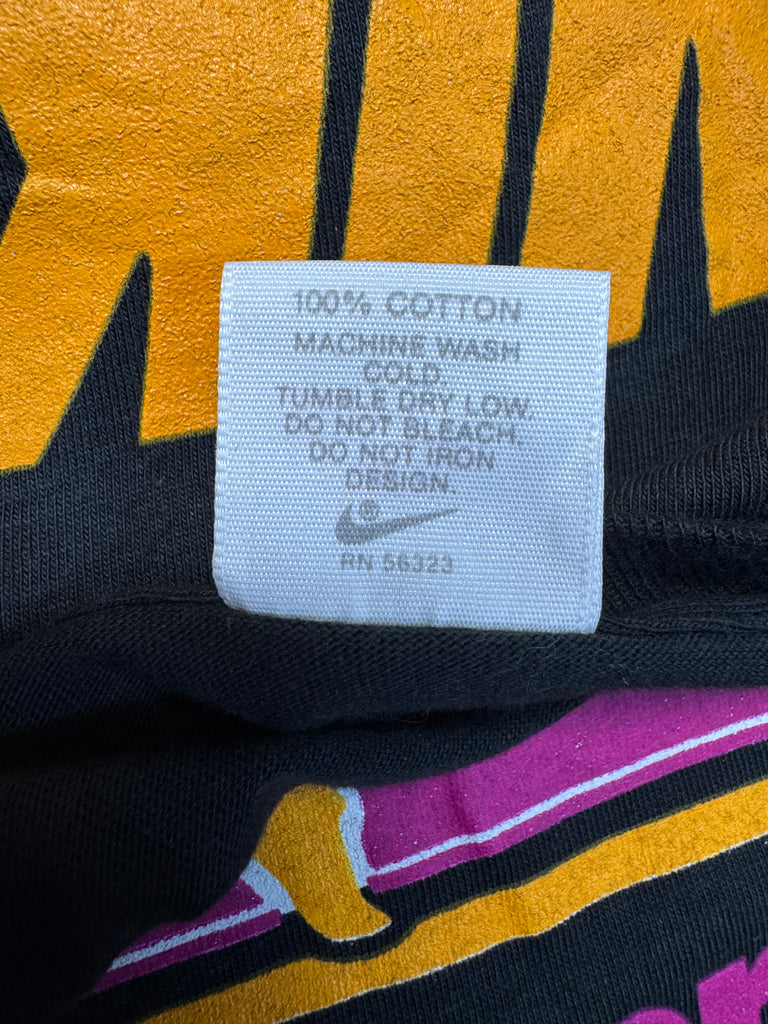 100% COTTON
MACHINE WASH
COLD.
TUMBLE DRY LOW.
DO NOT BLEACH.
DO NOT IRON
DESIGN.
®
RN 56323